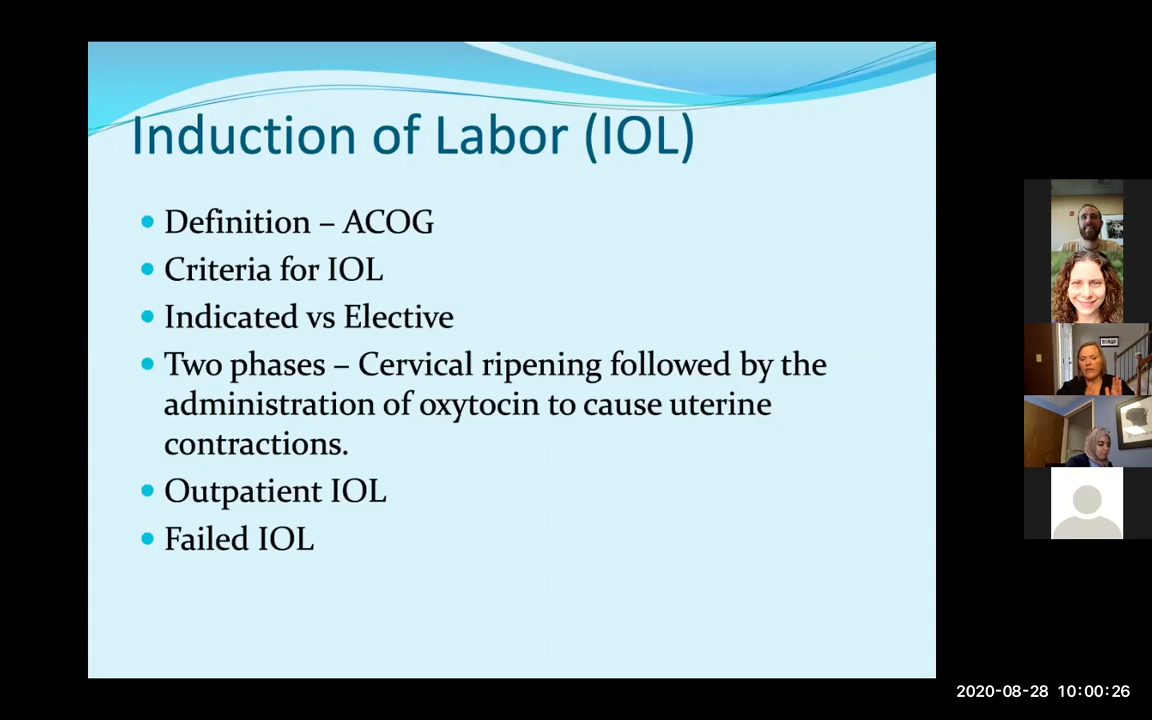 Induction of Labor (IOL)
Definition – ACOG
Criteria for IOL
Indicated vs Elective
Two phases – Cervical ripening followed by the
administration of oxytocin to cause uterine
contractions.
Outpatient IOL
Failed IOL
2020-08-28 10:00:26